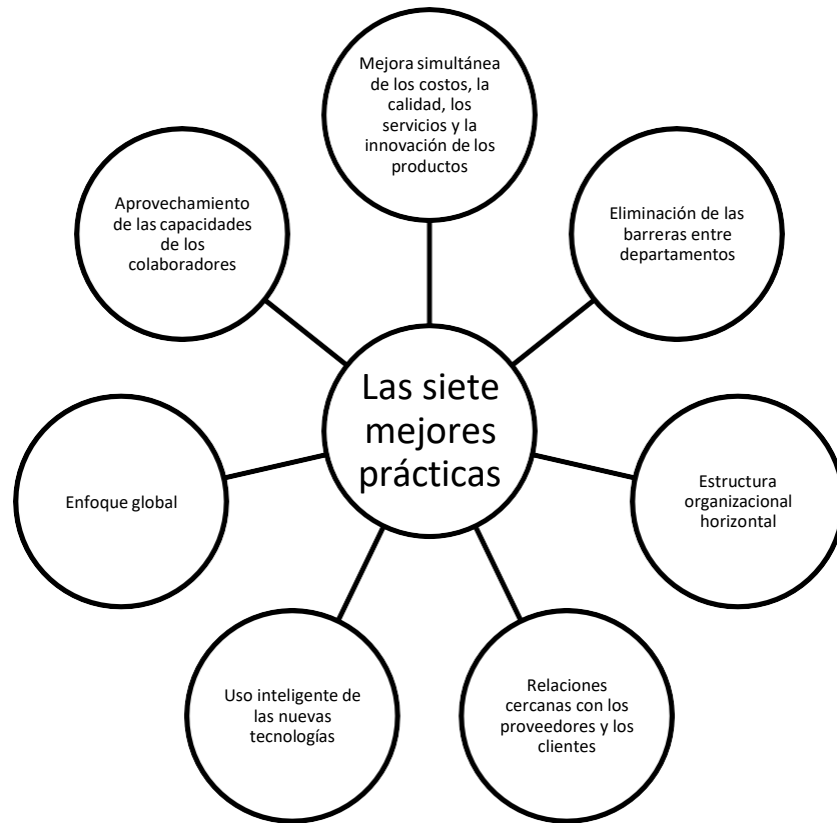 Mejora simultánea
de los costos, la
calidad, los
servicios y la
innovación de los
productos
Eliminación de las
barreras entre
departamentos
Estructura
organizacional
horizontal
Relaciones
cercanas con los
proveedores y los
clientes
Uso inteligente de
las nuevas
tecnologías
Enfoque global
Aprovechamiento
de las capacidades
de los
colaboradores
Las siete
mejores
prácticas